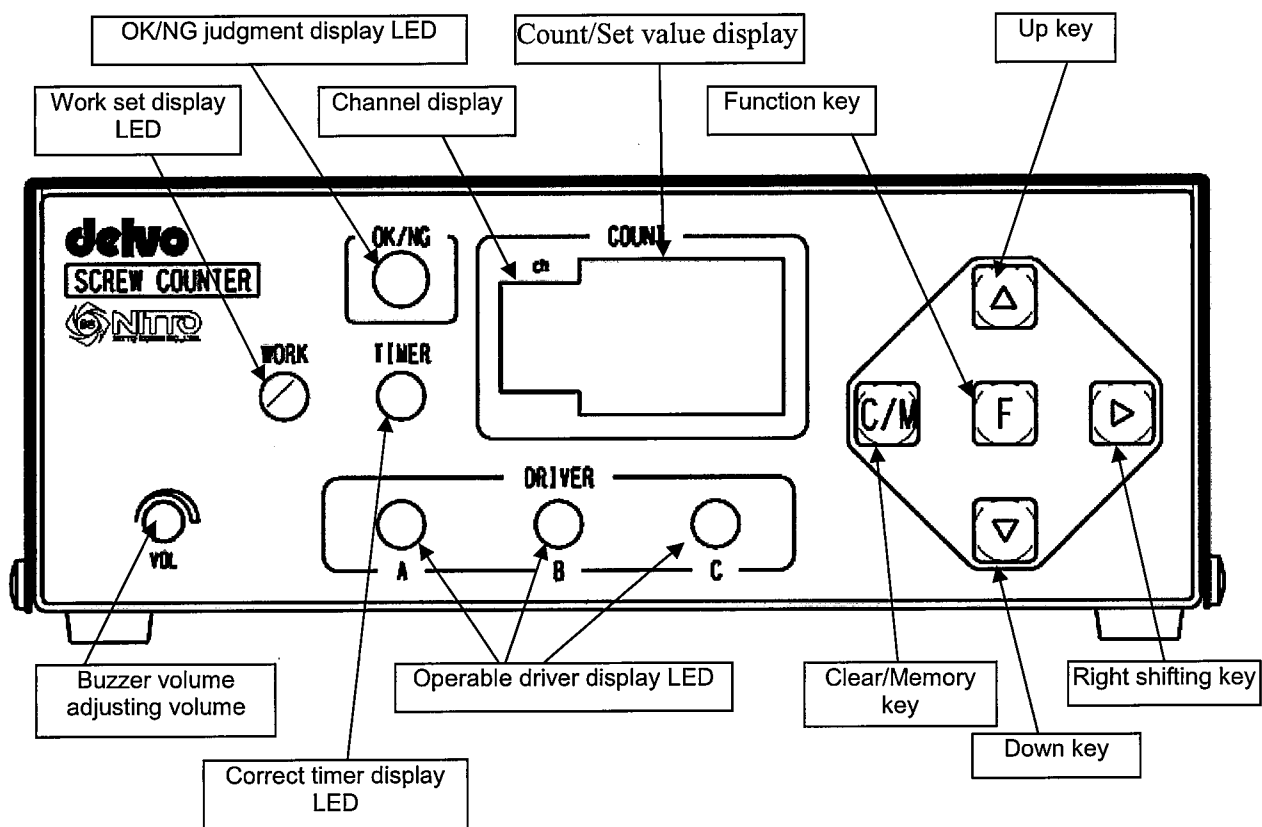 OK/NG judgment display LED
Count/Set value display
Up key
Work set display
LED
Channel display
Function key
delvo
SCREW COUNTER
NITTO
OK/NG
COUNT
ch
WORK
TIMER
C/M
F
DRIVER
VOL
A
B
C
Buzzer volume
adjusting volume
Operable driver display LED
Clear/Memory
key
Right shifting key
Down key
Correct timer display
LED